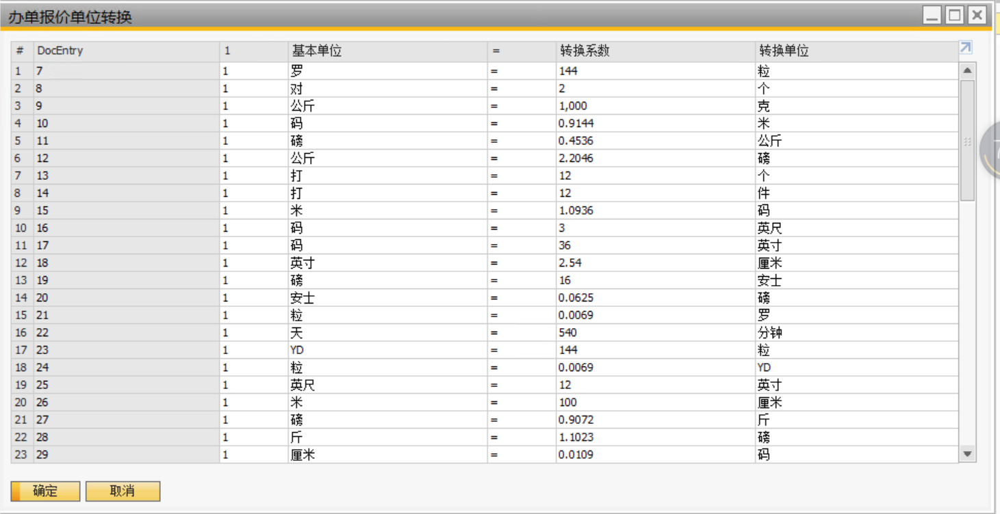 办单报价单位转换
# DocEntry 1 基本单位 = 转换系数 转换单位
1 7 1 罗 = 144 粒
2 8 1 对 = 2 个
3 9 1 公斤 = 1,000 克
4 10 1 码 = 0.9144 米
5 11 1 磅 = 0.4536 公斤
6 12 1 公斤 = 2.2046 磅
7 13 1 打 = 12 个
8 14 1 打 = 12 件
9 15 1 米 = 1.0936 码
10 16 1 码 = 3 英尺
11 17 1 码 = 36 英寸
12 18 1 英寸 = 2.54 厘米
13 19 1 磅 = 16 安士
14 20 1 安士 = 0.0625 磅
15 21 1 粒 = 0.0069 罗
16 22 1 天 = 540 分钟
17 23 1 YD = 144 粒
18 24 1 粒 = 0.0069 YD
19 25 1 英尺 = 12 英寸
20 26 1 米 = 100 厘米
21 27 1 磅 = 0.9072 斤
22 28 1 斤 = 1.1023 磅
23 29 1 厘米 = 0.0109 码
确定 取消